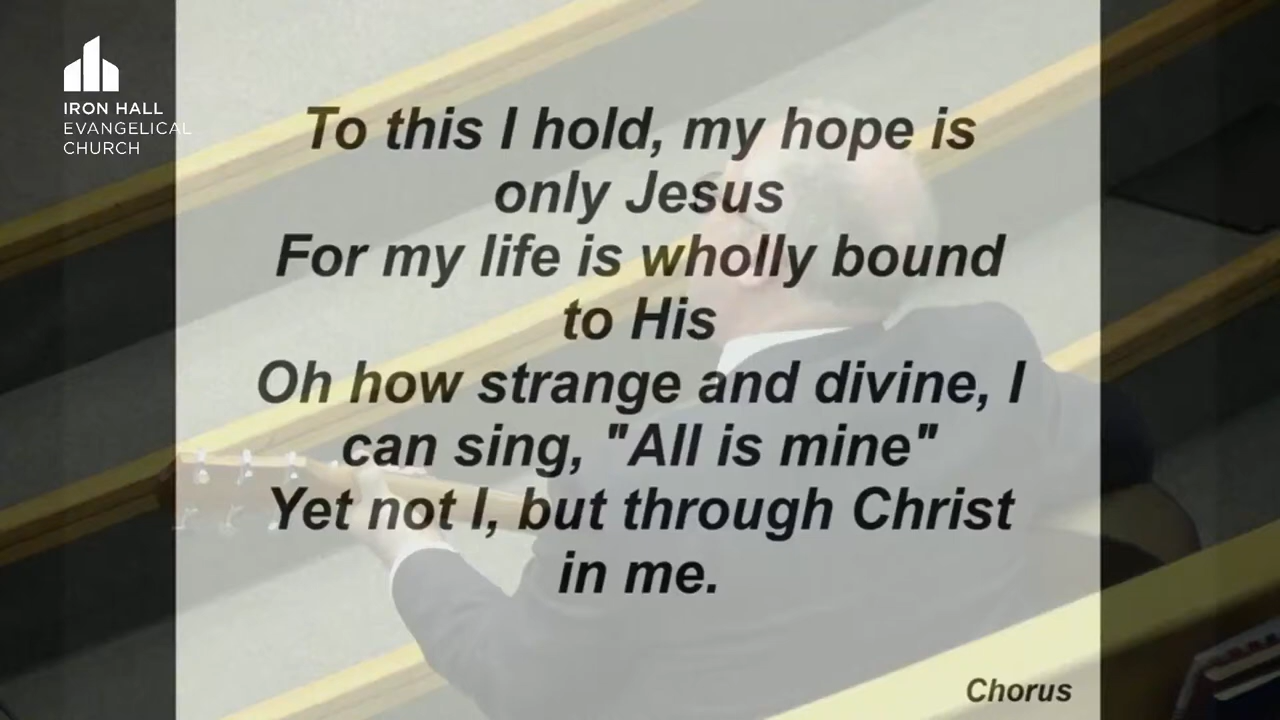 IRON HALL
EVANGELICAL
CHURCH
To this I hold, my hope is
only Jesus
For my life is wholly bound
to His
Oh how strange and divine, I
can sing, "All is mine"
Yet not I, but through Christ
in me.
Chorus